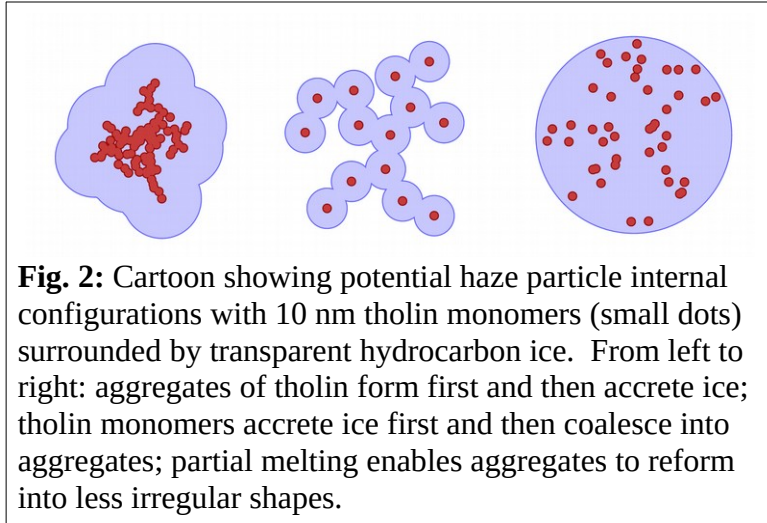 Fig. 2: Cartoon showing potential haze particle internal
configurations with 10 nm tholin monomers (small dots)
surrounded by transparent hydrocarbon ice.  From left to
right: aggregates of tholin form first and then accrete ice;
tholin monomers accrete ice first and then coalesce into
aggregates; partial melting enables aggregates to reform
into less irregular shapes.